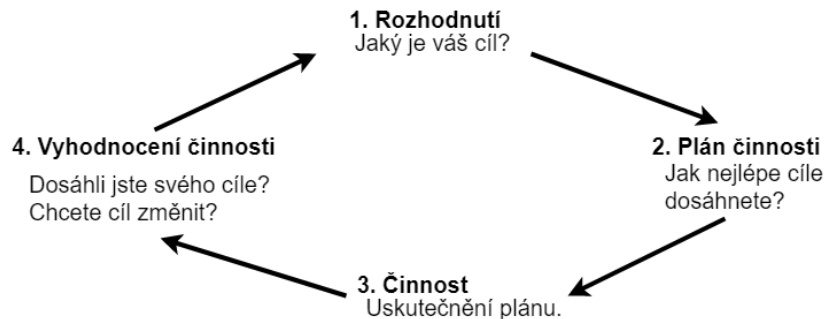 1. Rozhodnutí
Jaký je váš cíl?
2. Plán činnosti
Jak nejlépe cíle
dosáhnete?
3. Činnost
Uskutečnění plánu.
4. Vyhodnocení činnosti
Dosáhli jste svého cíle?
Chcete cíl změnit?